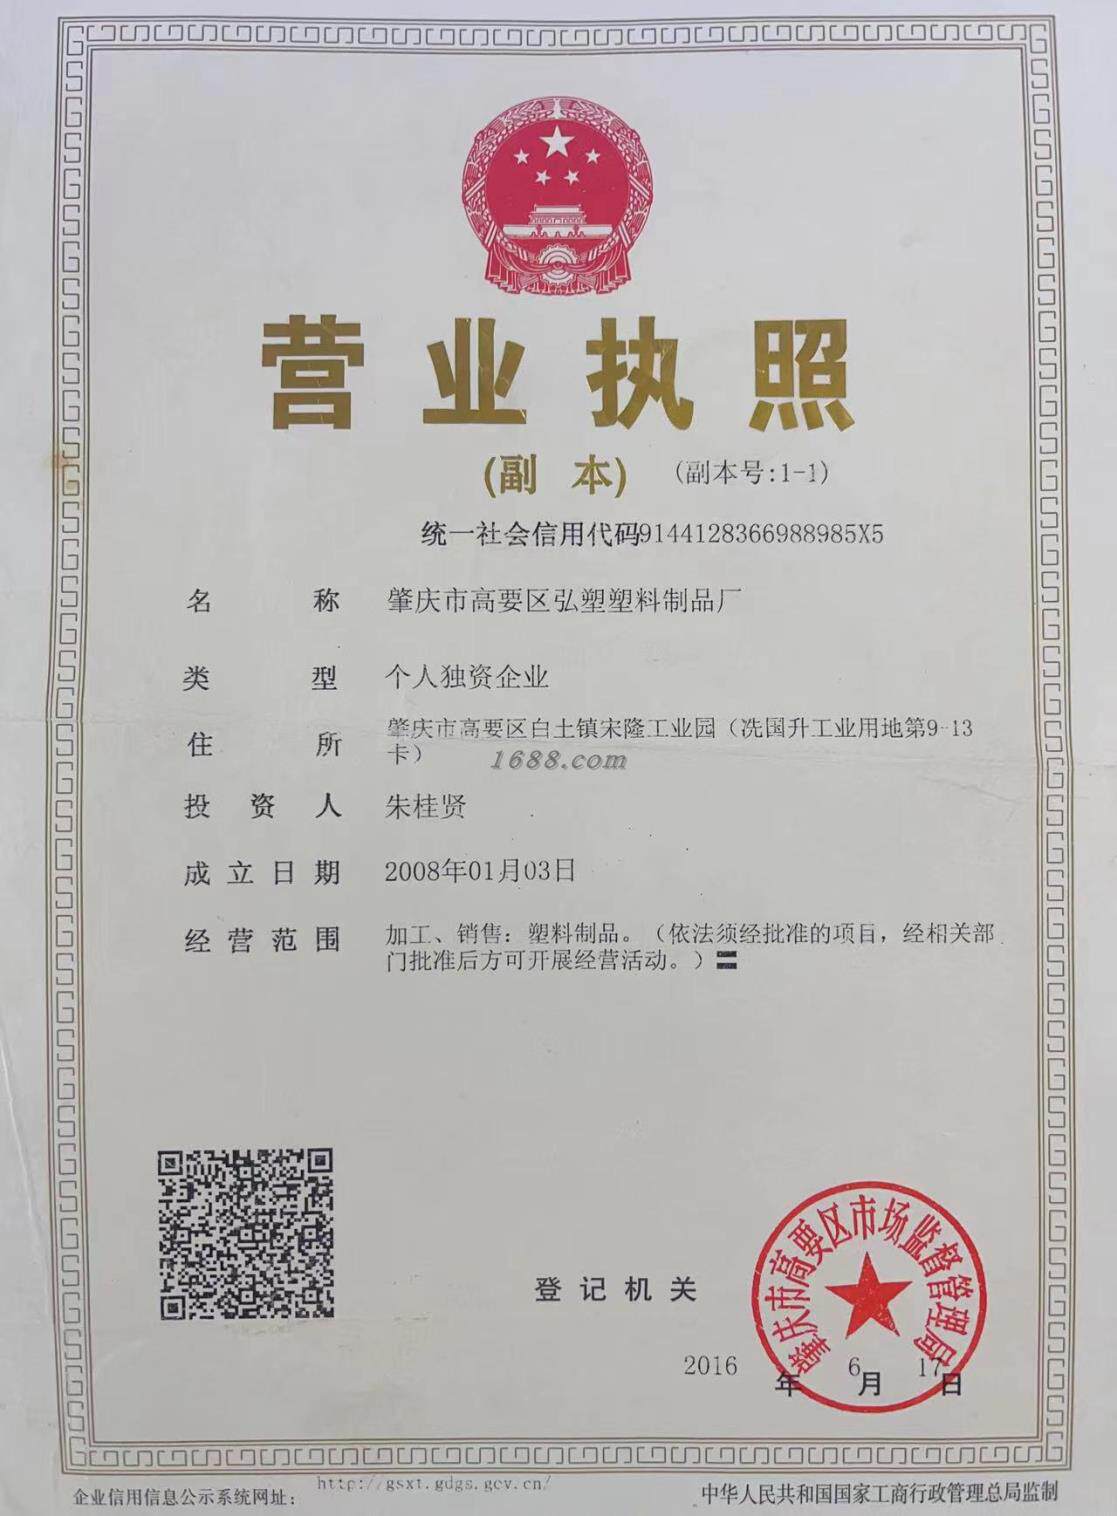 营业执照
(副 本) (副本号:1-1)
统一社会信用代码9144128366988985X5
名 称 肇庆市高要区弘塑塑料制品厂
类 型 个人独资企业
住 所 肇庆市高要区白土镇宋隆工业园（冼国升工业用地第9-13
卡）
1688.com
投 资 人 朱桂贤
成 立 日 期 2008年01月03日
经 营 范 围 加工、销售：塑料制品。（依法须经批准的项目，经相关部
门批准后方可开展经营活动。）
登 记 机 关
肇庆市高要区市场监督管理局
2016 年 6 月 17 日
企业信用信息公示系统网址： http://gsxt.gdgs.gov.cn/
中华人民共和国国家工商行政管理总局监制